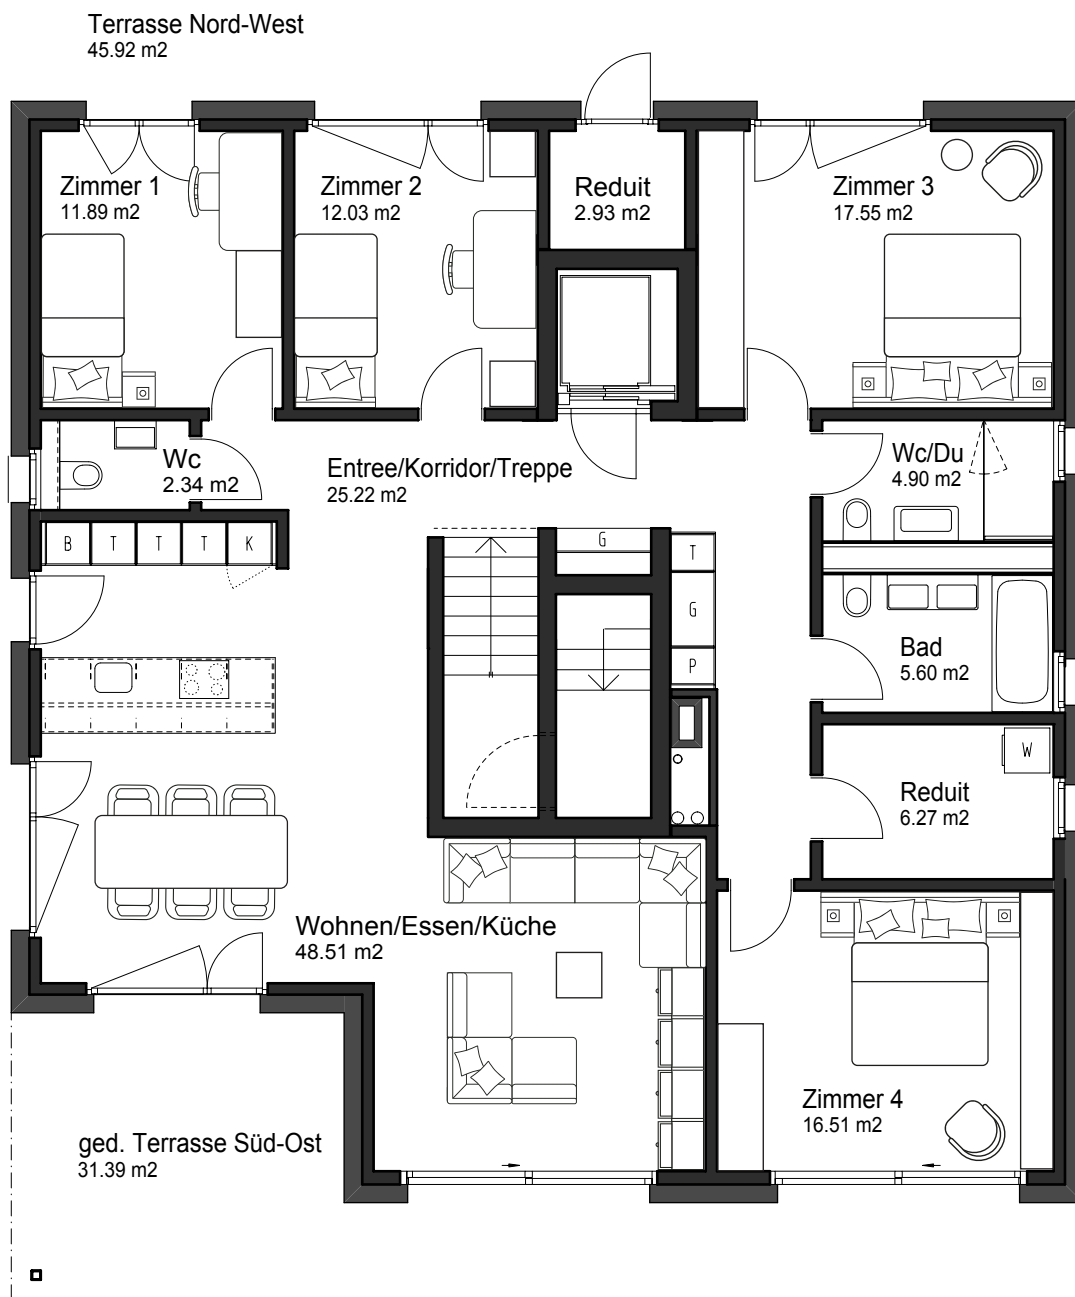 Terrasse Nord-West
45.92 m2
Zimmer 1
11.89 m2
Zimmer 2
12.03 m2
Reduit
2.93 m2
Zimmer 3
17.55 m2
Wc
2.34 m2
Entree/Korridor/Treppe
25.22 m2
Wc/Du
4.90 m2
B T T T K
G
T
G
P
Bad
5.60 m2
W
Reduit
6.27 m2
Wohnen/Essen/Küche
48.51 m2
Zimmer 4
16.51 m2
ged. Terrasse Süd-Ost
31.39 m2